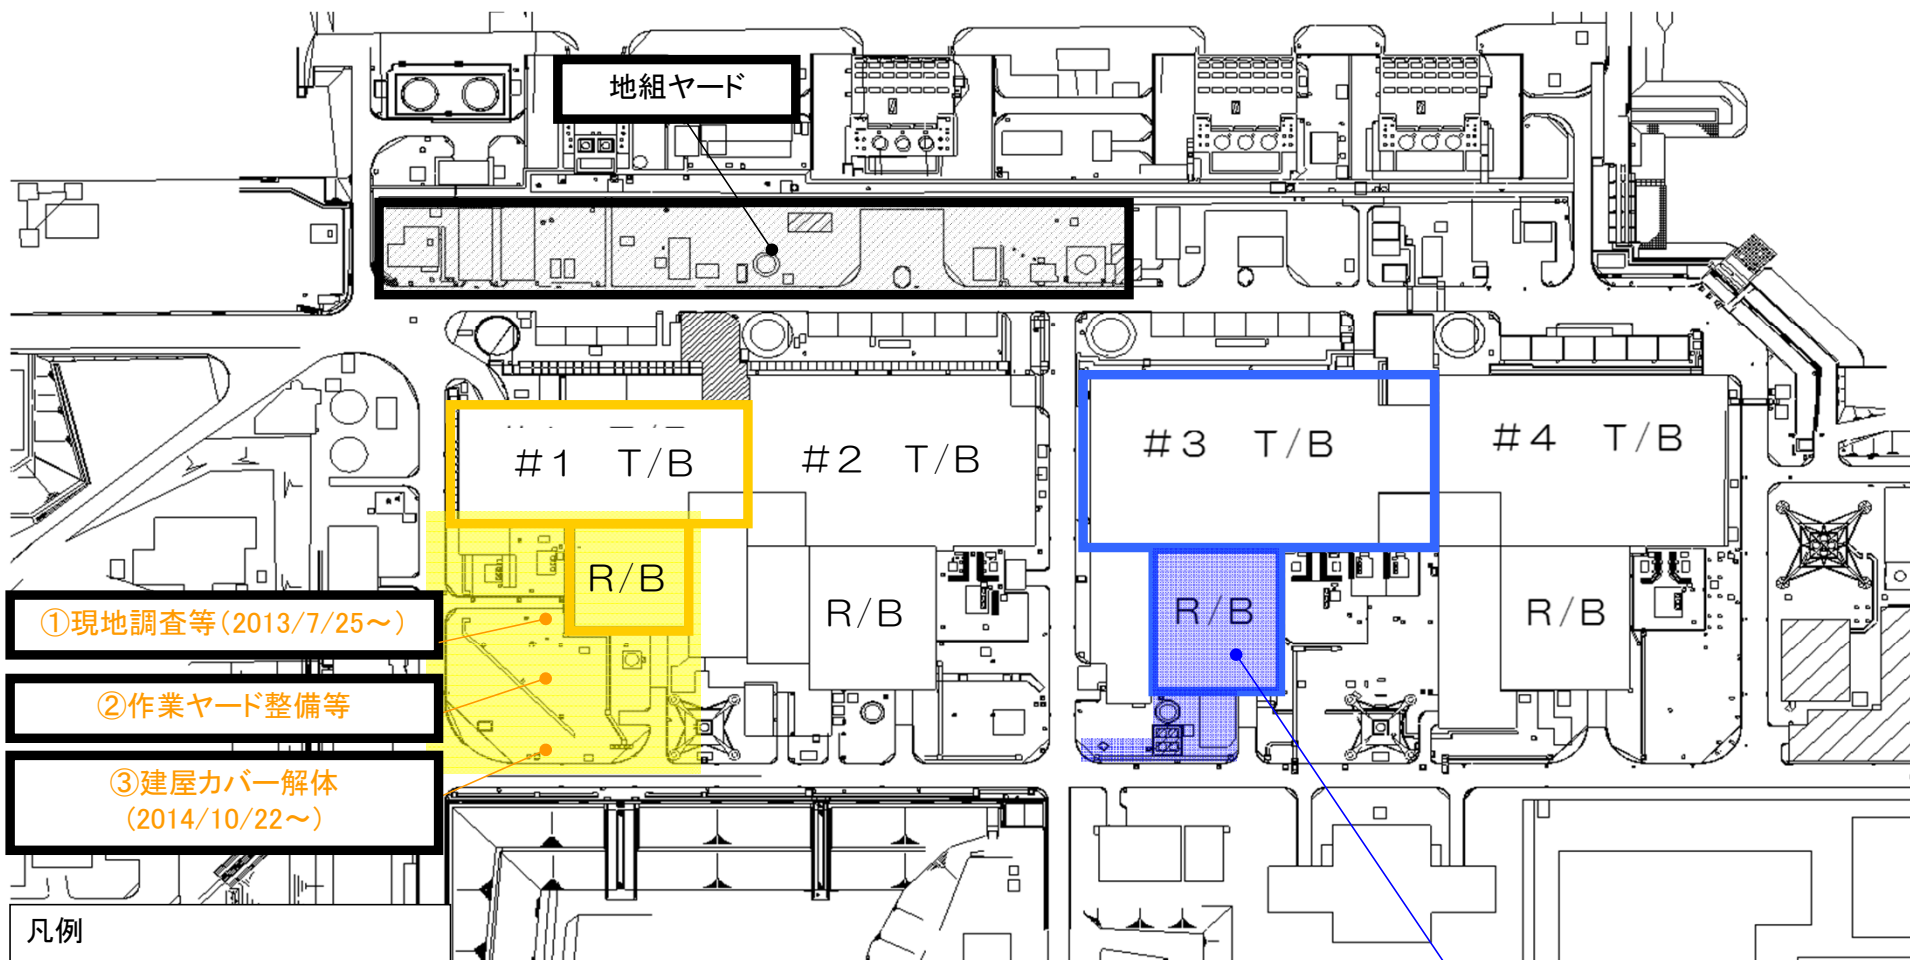 地組ヤード
#1 T/B
#2 T/B
#3 T/B
#4 T/B
R/B
R/B
R/B
R/B
①現地調査等(2013/7/25～)
②作業ヤード整備等
③建屋カバー解体
(2014/10/22～)
凡例